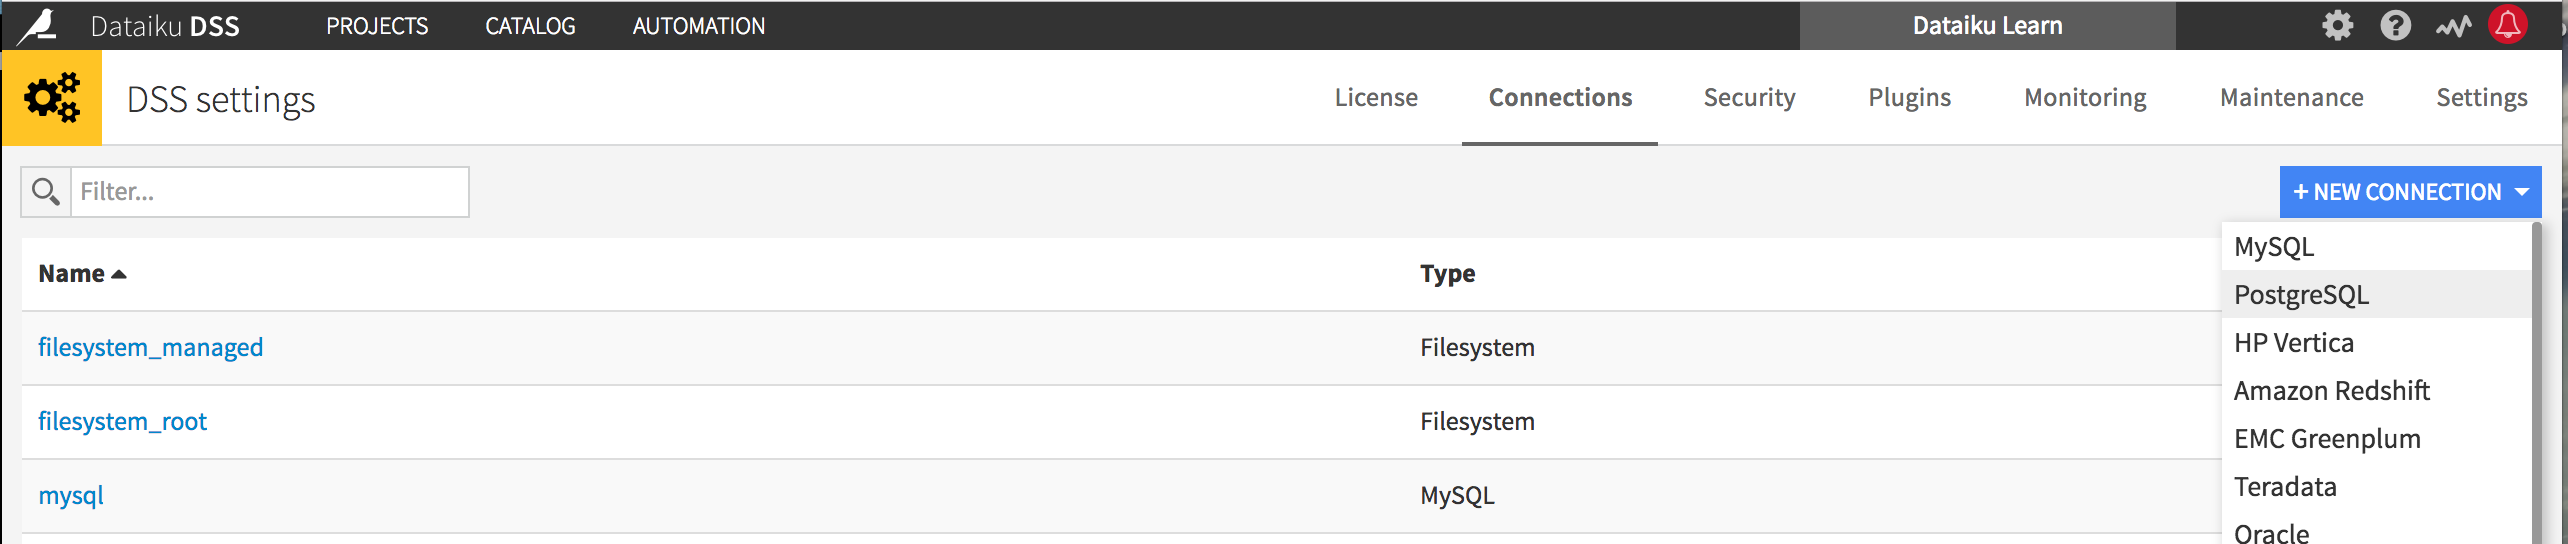 Dataiku DSS PROJECTS CATALOG AUTOMATION Dataiku Learn
DSS settings License Connections Security Plugins Monitoring Maintenance Settings
Filter... + NEW CONNECTION
MySQL
Name Type
PostgreSQL
filesystem_managed Filesystem HP Vertica
Amazon Redshift
filesystem_root Filesystem
EMC Greenplum
mysql MySQL Teradata
Oracle